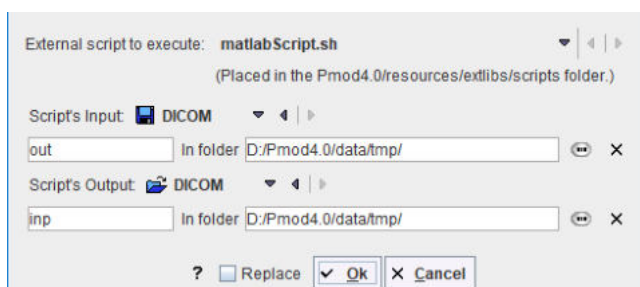 External script to execute: matlabScript.sh
(Placed in the Pmod4.0/resources/extlibs/scripts folder.)
Script's Input: DICOM
out In folder D:/Pmod4.0/data/tmp/
Script's Output: DICOM
inp In folder D:/Pmod4.0/data/tmp/
? Replace Ok Cancel